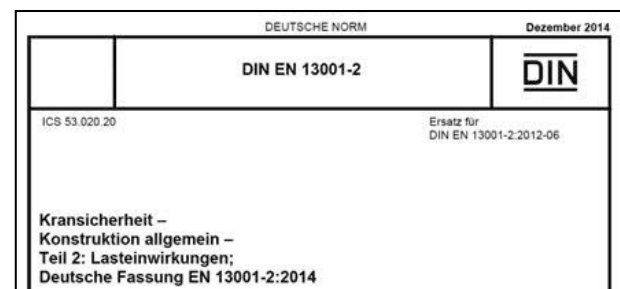 DEUTSCHE NORM
Dezember 2014
DIN EN 13001-2
DIN
ICS 53.020.20
Ersatz für
DIN EN 13001-2:2012-06
Kransicherheit –
Konstruktion allgemein –
Teil 2: Lasteinwirkungen;
Deutsche Fassung EN 13001-2:2014